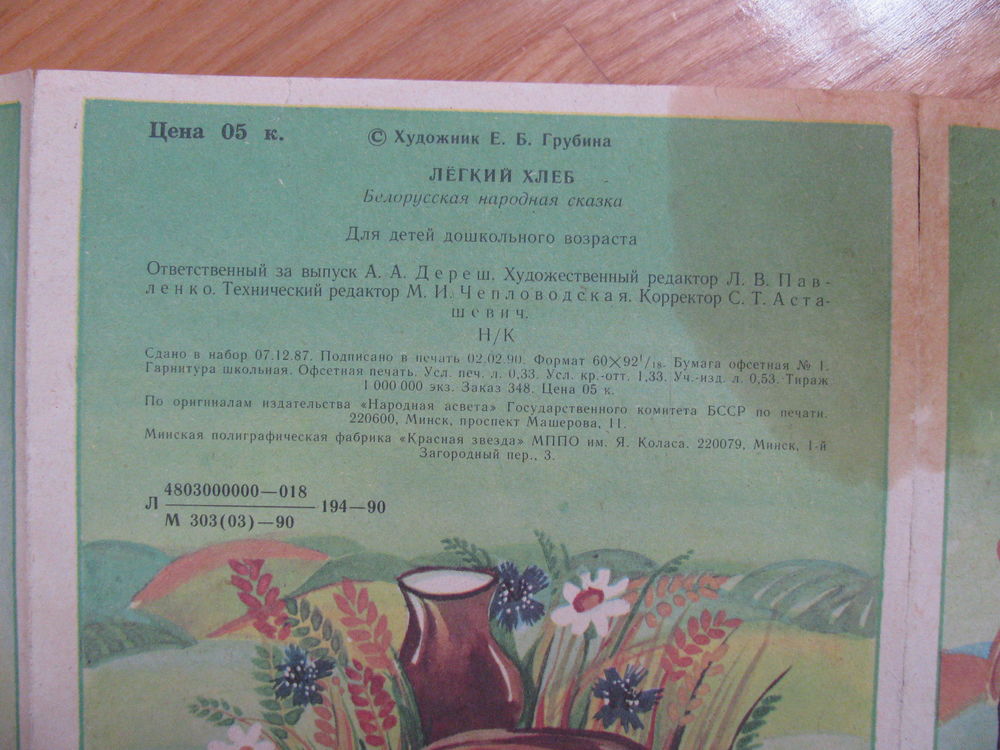 Цена 05 к.
© Художник Е. Б. Грубина
ЛЁГКИЙ ХЛЕБ
Белорусская народная сказка
Для детей дошкольного возраста
Ответственный за выпуск А. А. Дереш. Художественный редактор Л. В. Пав-
ленко. Технический редактор М. И. Чепловодская. Корректор С. Т. Аста-
шевич.
Н/К
Сдано в набор 07.12.87. Подписано в печать 02.02.90. Формат 60×92¹/₁₈. Бумага офсетная № 1.
Гарнитура школьная. Офсетная печать. Усл. печ. л. 0,33. Усл. кр.-отт. 1,33. Уч.-изд. л. 0,53. Тираж
1 000 000 экз. Заказ 348. Цена 05 к.
По оригиналам издательства «Народная асвета» Государственного комитета БССР по печати.
220600, Минск, проспект Машерова, 11.
Минская полиграфическая фабрика «Красная звезда» МППО им. Я. Коласа. 220079, Минск, 1-й
Загородный пер., 3.
4803000000—018
Л 194—90
М 303(03)—90